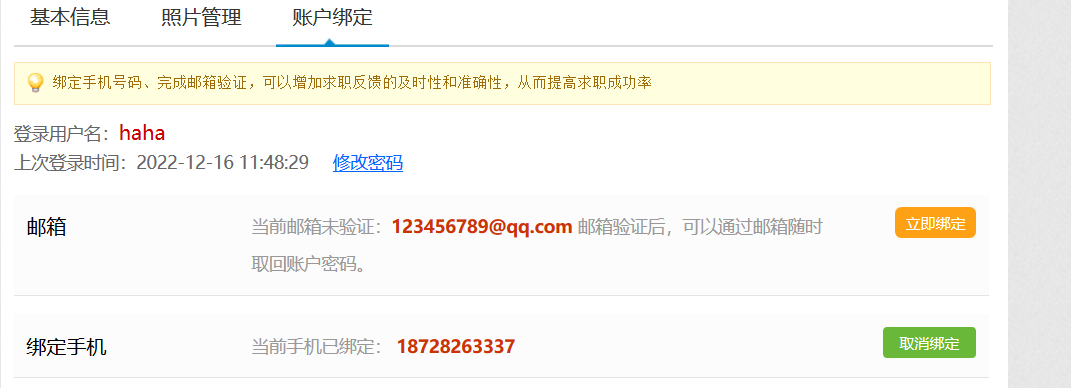 基本信息 照片管理 账户绑定
绑定手机号码、完成邮箱验证，可以增加求职反馈的及时性和准确性，从而提高求职成功率
登录用户名：haha
上次登录时间：2022-12-16 11:48:29 修改密码
邮箱 当前邮箱未验证：123456789@qq.com 邮箱验证后，可以通过邮箱随时 立即绑定
取回账户密码。
绑定手机 当前手机已绑定： 18728263337 取消绑定